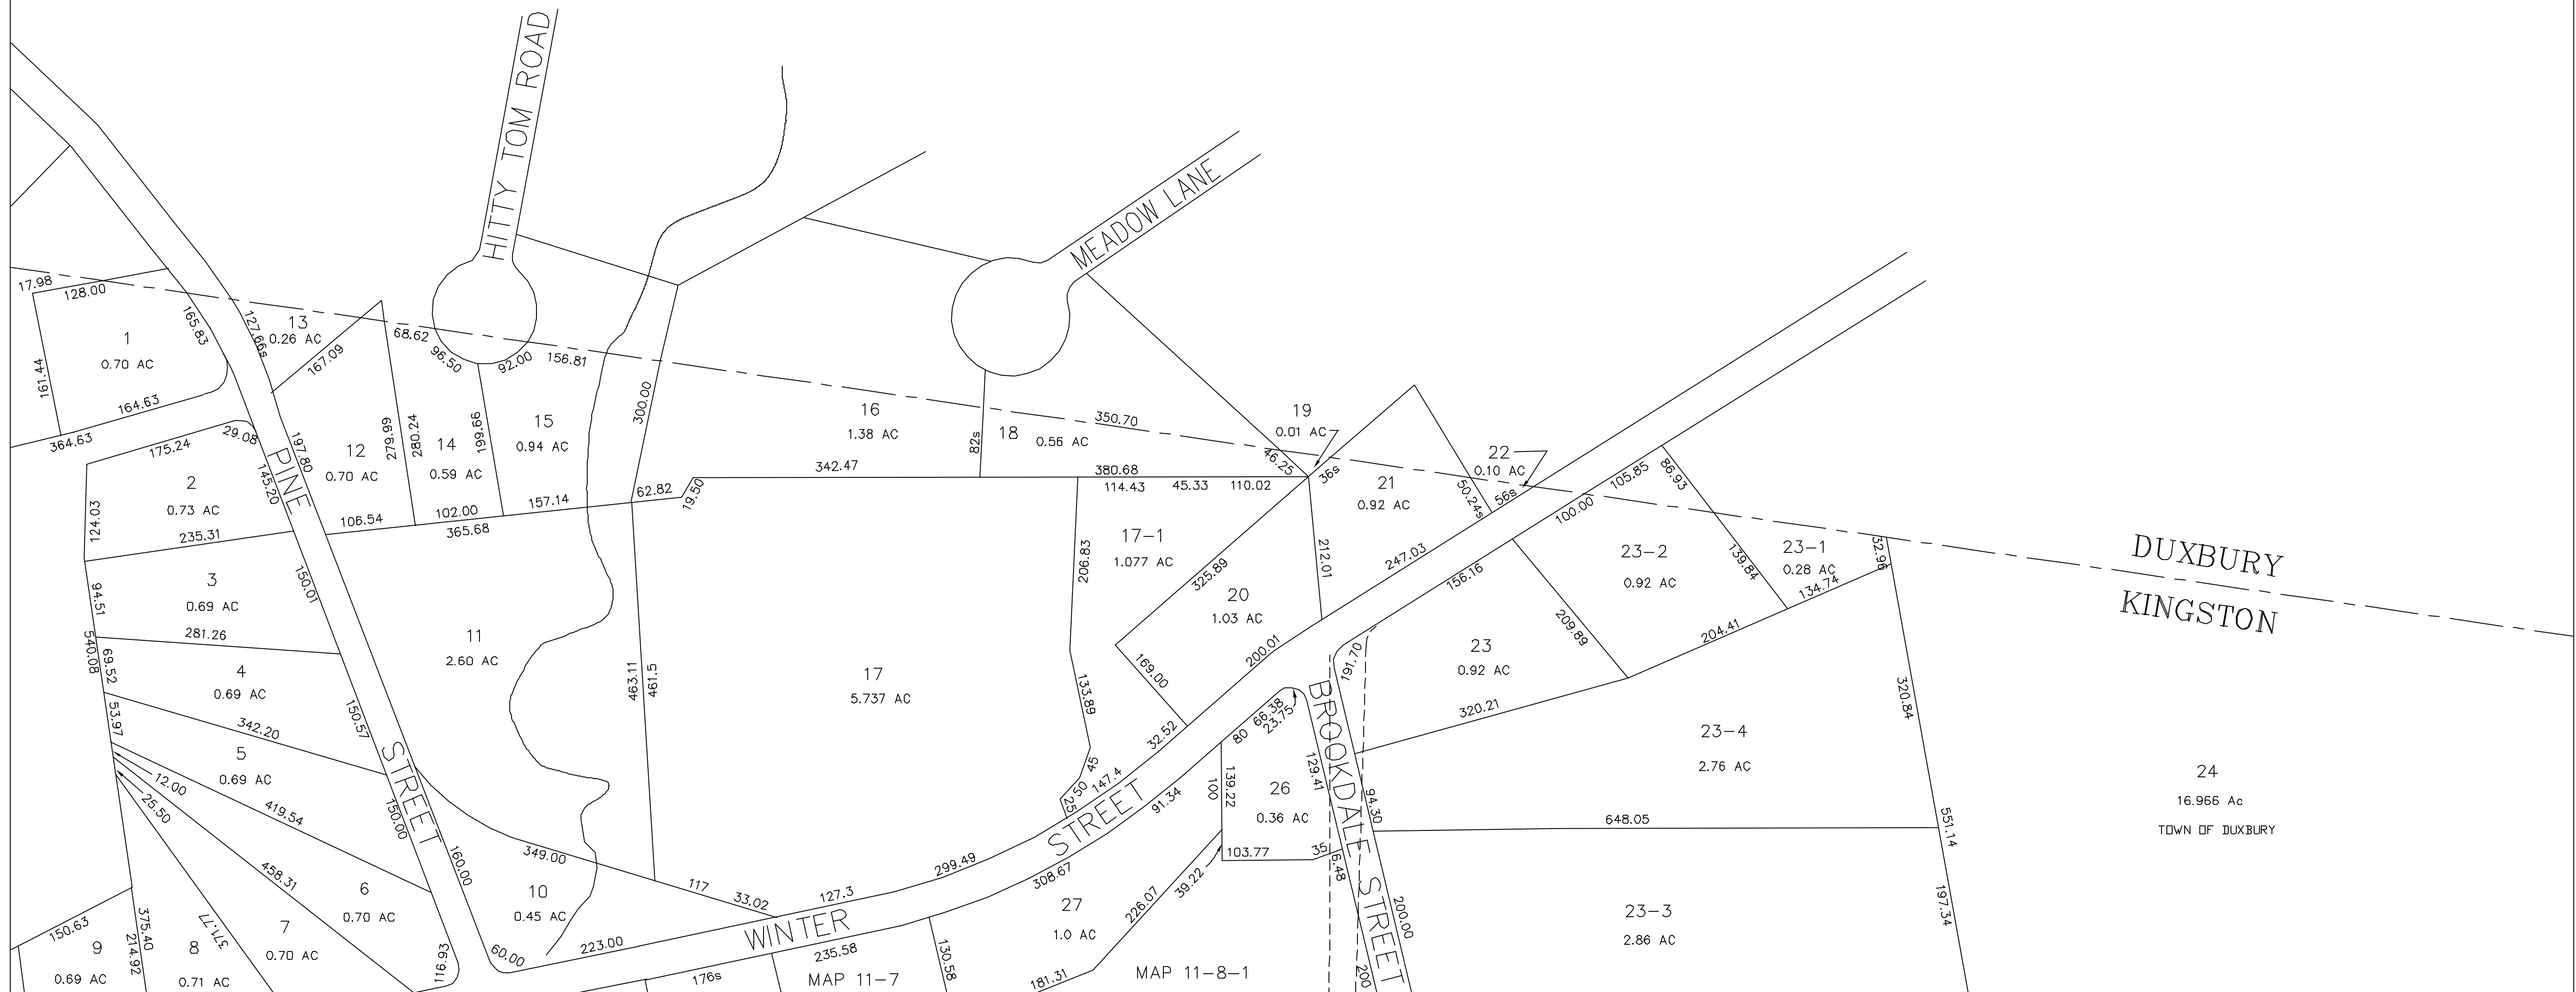 HITTY TOM ROAD
MEADOW LANE
17.98
128.00
1
0.70 AC
165.83
161.44
164.63
364.63
127.66s
13
0.26 AC
167.09
68.62
96.50
92.00
156.81
300.00
16
1.38 AC
82s
18
0.56 AC
350.70
19
0.01 AC
46.25
36s
22
0.10 AC
21
0.92 AC
50.24s
56s
105.85
86.93
100.00
175.24
29.08
197.80
145.20
PINE
12
0.70 AC
279.99
280.24
14
0.59 AC
199.66
15
0.94 AC
2
0.73 AC
124.03
235.31
106.54
102.00
365.68
157.14
62.82
19.50
342.47
380.68
114.43
45.33
110.02
17-1
1.077 AC
206.83
325.89
212.01
247.03
156.16
23-2
0.92 AC
139.84
23-1
0.28 AC
134.74
32.96
DUXBURY
KINGSTON
3
0.69 AC
94.51
150.01
540.08
281.26
69.52
4
0.69 AC
11
2.60 AC
463.11
461.5
17
5.737 AC
133.89
20
1.03 AC
169.00
200.01
191.70
23
0.92 AC
209.89
204.41
320.21
320.84
53.97
342.20
150.57
5
0.69 AC
12.00
25.50
419.54
150.00
STREET
160.00
32.52
45
2.50
25
147.4
STREET
91.34
80
66.38
23.75
139.22
100
129.41
26
0.36 AC
BROOKDALE STREET
94.30
23-4
2.76 AC
648.05
551.14
24
16.966 Ac
TOWN OF DUXBURY
458.31
6
0.70 AC
349.00
10
0.45 AC
117
33.02
127.3
299.49
308.67
103.77
35
6.48
39.22
226.07
27
1.0 AC
200.00
23-3
2.86 AC
197.34
150.63
9
0.69 AC
375.40
214.92
8
0.71 AC
371.77
7
0.70 AC
116.93
60.00
223.00
WINTER
235.58
176s
MAP 11-7
130.58
181.31
MAP 11-8-1
200